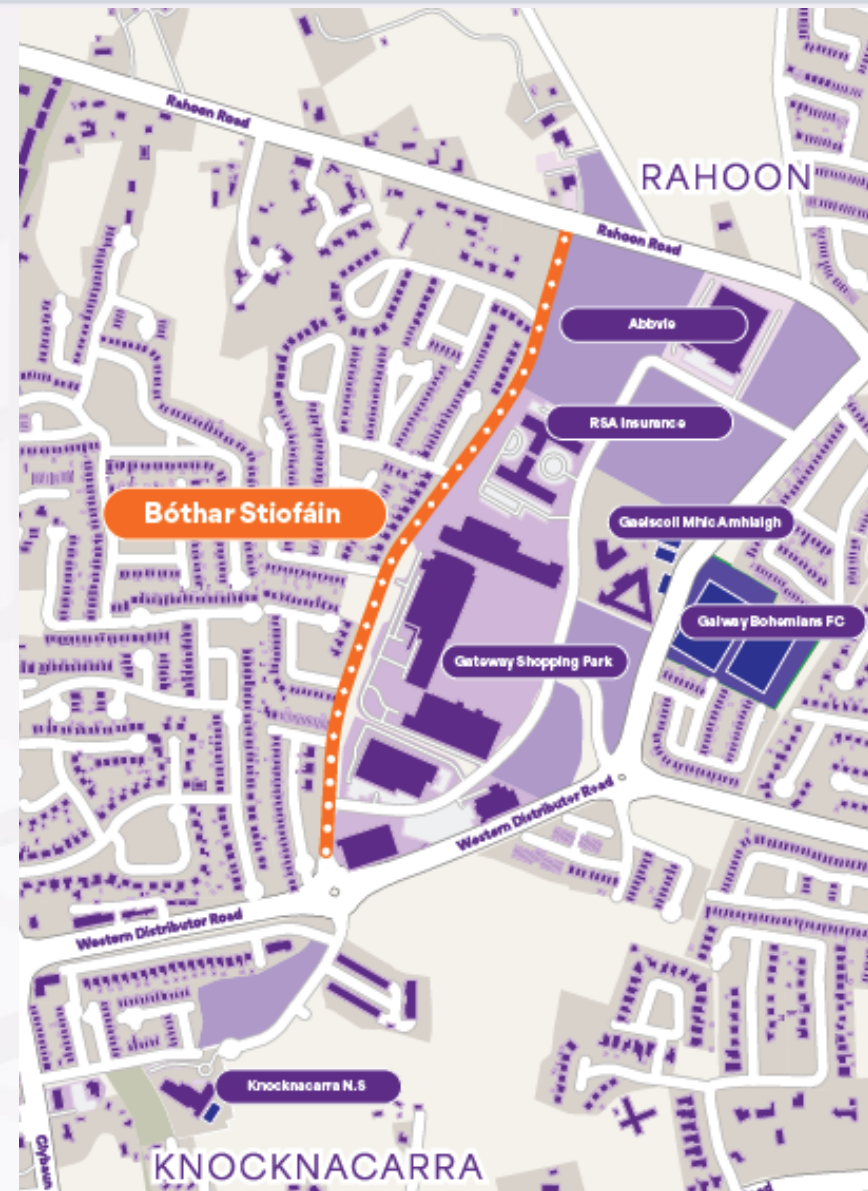 Rahoon Road
RAHOON
Rahoon Road
Abbvie
RSA Insurance
Bóthar Stiofáin
Gaelscoil Mhic Amhlaigh
Galway Bohemians FC
Gateway Shopping Park
Western Distributor Road
Western Distributor Road
Knocknacarra N.S
Clybaun
KNOCKNACARRA